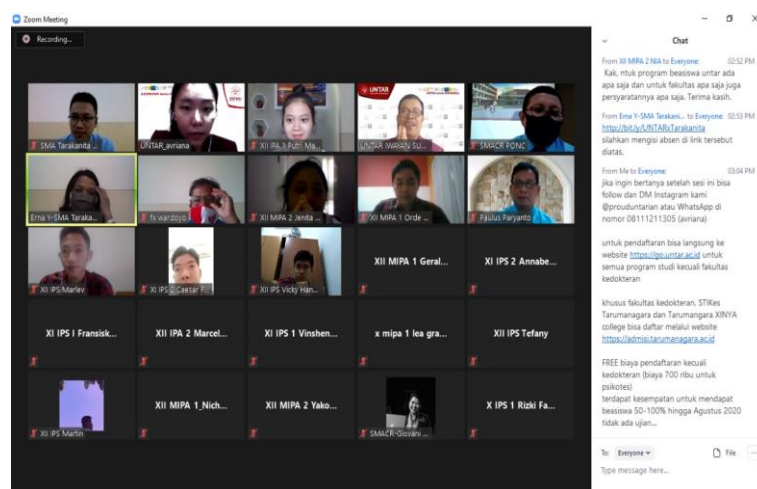 Zoom Meeting
Recording...
SMA Tarakanita ...
UNTAR_avriana
XII IPA 1 Putri Ma...
UNTAR
UNTAR IWAYAN SU...
SMACR PONC
Erna Y-SMA Taraka...
fx wardoyo
XII MIPA 2 Jenita ...
XII MIPA 1 Orde ...
Paulus Paryanto
XII IPS Marlev
XI IPS 2 Caesar P...
XII IPS Vicky Han...
XII MIPA 1 Geral...
XI IPS 2 Annabe...
XI IPS I Fransisk...
XII IPA 2 Marcel...
XI IPS 1 Vinshen...
x mipa 1 lea gra...
XII IPS Tefany
XI IPS Martin
XII MIPA 1_Nich...
XII MIPA 2 Yako...
SMACR-Giovani ...
X IPS 1 Rizki Fa...
Chat
From XII MIPA 2 NIA to Everyone: 02:52 PM
Kak, ntuk program beasiswa untar ada
apa saja dan untuk fakultas apa saja juga
persyaratannya apa saja. Terima kasih.
From Erna Y-SMA Tarakani... to Everyone: 02:53 PM
http://bit.ly/UNTARxTarakanita
silahkan mengisi absen di link tersebut
diatas.
From Me to Everyone: 03:04 PM
jika ingin bertanya setelah sesi ini bisa
follow dan DM Instagram kami
@prouduntarian atau WhatsApp di
nomor 08111211305 (avriana)
untuk pendaftaran bisa langsung ke
website https://go.untar.ac.id untuk
semua program studi kecuali fakultas
kedokteran
khusus fakultas kedokteran, STIKes
Tarumanagara dan Tarumangara XINYA
college bisa daftar melalui website
https://admisi.tarumanagara.ac.id
FREE biaya pendaftaran kecuali
kedokteran (biaya 700 ribu untuk
psikotes)
terdapat kesempatan untuk mendapat
beasiswa 50-100% hingga Agustus 2020
tidak ada ujian...
To: Everyone
File
Type message here...